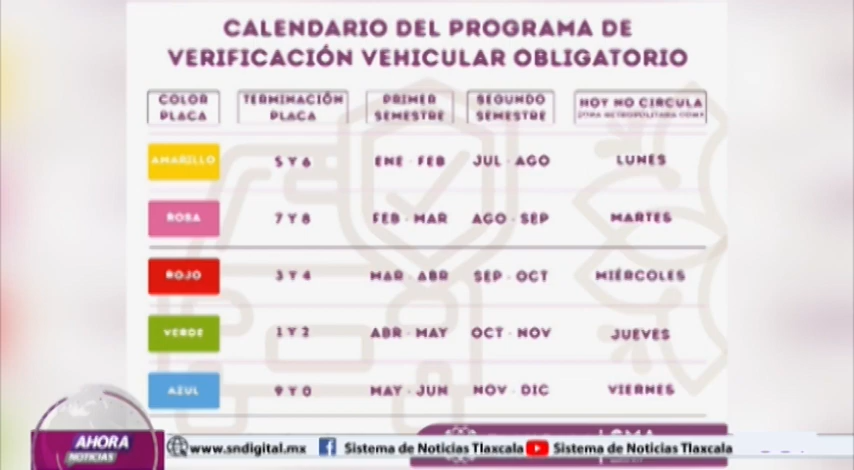 CALENDARIO DEL PROGRAMA DE
VERIFICACIÓN VEHICULAR OBLIGATORIO
COLOR PLACA TERMINACIÓN PLACA PRIMER SEMESTRE SEGUNDO SEMESTRE HOY NO CIRCULA
ZONA METROPOLITANA CDMX
AMARILLO 5 Y 6 ENE - FEB JUL - AGO LUNES
ROSA 7 Y 8 FEB - MAR AGO - SEP MARTES
ROJO 3 Y 4 MAR - ABR SEP - OCT MIÉRCOLES
VERDE 1 Y 2 ABR - MAY OCT - NOV JUEVES
AZUL 9 Y 0 MAY - JUN NOV - DIC VIERNES
AHORA
NOTICIAS
www.sndigital.mx Sistema de Noticias Tlaxcala Sistema de Noticias Tlaxcala